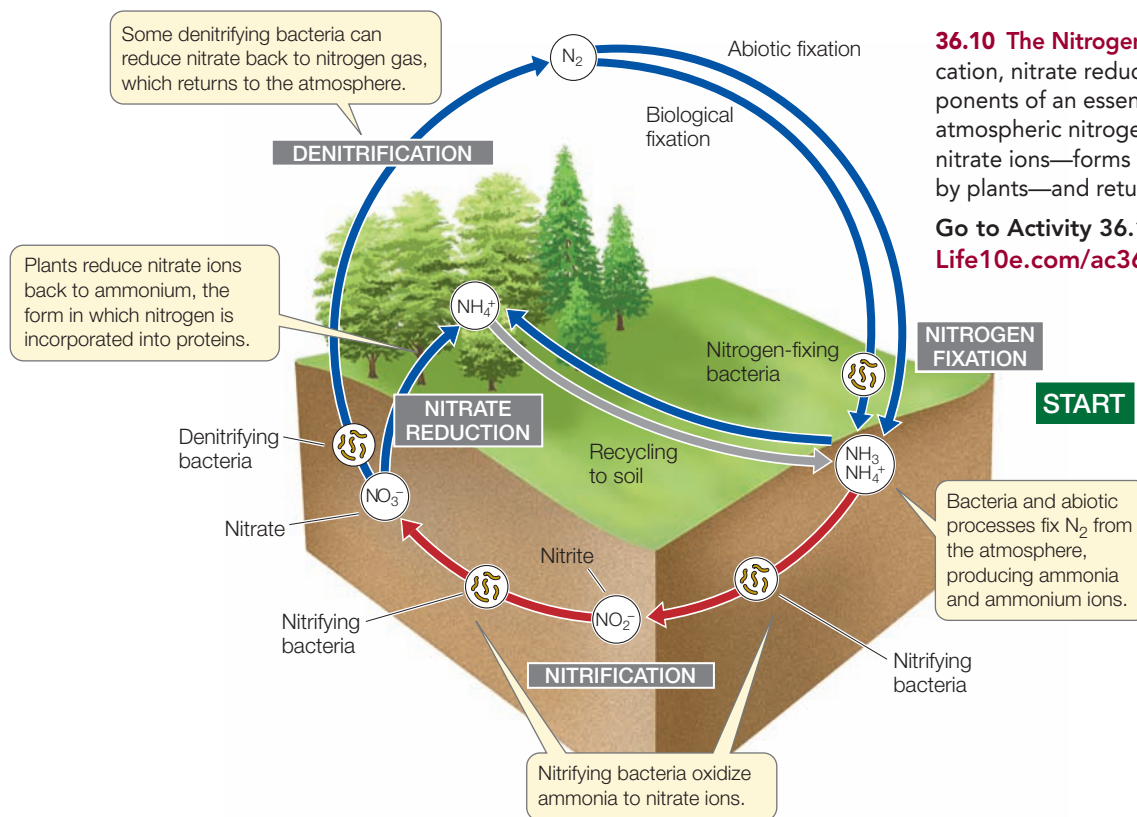 Some denitrifying bacteria can
reduce nitrate back to nitrogen gas,
which returns to the atmosphere.
N₂
Abiotic fixation
Biological
fixation
DENITRIFICATION
36.10 The Nitrogen
cation, nitrate reduc
ponents of an essen
atmospheric nitroge
nitrate ions—forms
by plants—and retu
Go to Activity 36.
Life10e.com/ac36
Plants reduce nitrate ions
back to ammonium, the
form in which nitrogen is
incorporated into proteins.
NH₄⁺
Nitrogen-fixing
bacteria
NITROGEN
FIXATION
START
NITRATE
REDUCTION
Denitrifying
bacteria
Recycling
to soil
NH₃
NH₄⁺
NO₃⁻
Nitrate
Bacteria and abiotic
processes fix N₂ from
the atmosphere,
producing ammonia
and ammonium ions.
Nitrite
NO₂⁻
Nitrifying
bacteria
NITRIFICATION
Nitrifying
bacteria
Nitrifying bacteria oxidize
ammonia to nitrate ions.